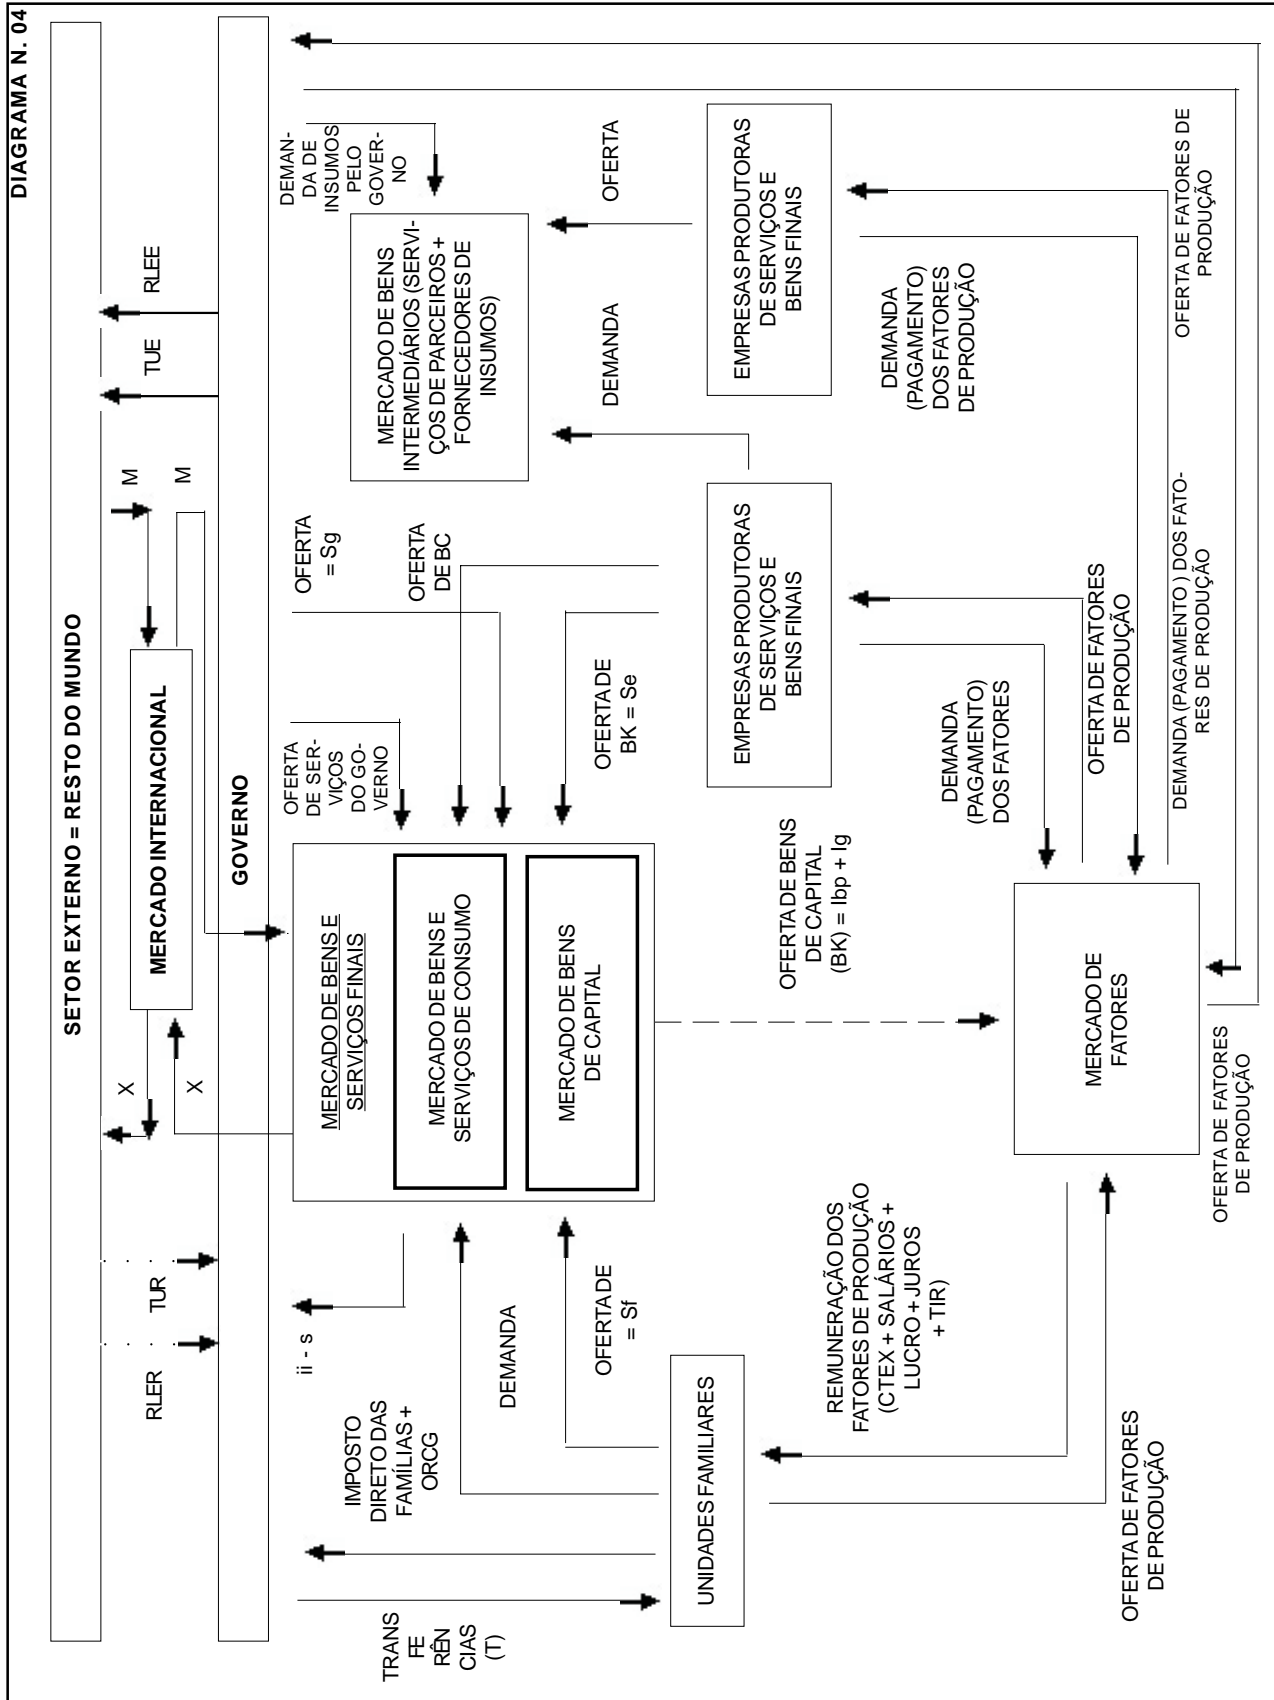 DIAGRAMA N. 04
SETOR EXTERNO = RESTO DO MUNDO
RLER
TUR
X
X
MERCADO INTERNACIONAL
M
M
TUE
RLEE
GOVERNO
TRANS
FE
RÊN
CIAS
(T)
IMPOSTO
DIRETO DAS
FAMÍLIAS +
ORCG
ii - s
DEMANDA
OFERTA DE
= Sf
MERCADO DE BENS E
SERVIÇOS FINAIS
MERCADO DE BENS E
SERVIÇOS DE CONSUMO
MERCADO DE BENS
DE CAPITAL
OFERTA
DE SER-
VIÇOS
DO GO-
VERNO
OFERTA
= Sg
OFERTA
DE BC
OFERTA DE
BK = Se
DEMAN-
DA DE
INSUMOS
PELO
GOVER-
NO
MERCADO DE BENS
INTERMEDIÁRIOS (SERVI-
ÇOS DE PARCEIROS +
FORNECEDORES DE
INSUMOS)
DEMANDA
OFERTA
UNIDADES FAMILIARES
EMPRESAS PRODUTORAS
DE SERVIÇOS E
BENS FINAIS
EMPRESAS PRODUTORAS
DE SERVIÇOS E
BENS FINAIS
REMUNERAÇÃO DOS
FATORES DE PRODUÇÃO
(CTEX + SALÁRIOS +
LUCRO + JUROS
+ TIR)
OFERTA DE BENS
DE CAPITAL
(BK) = Ibp + Ig
DEMANDA
(PAGAMENTO)
DOS FATORES
DEMANDA
(PAGAMENTO)
DOS FATORES
DE PRODUÇÃO
OFERTA DE FATORES
DE PRODUÇÃO
MERCADO DE
FATORES
OFERTA DE FATORES
DE PRODUÇÃO
OFERTA DE FATORES
DE PRODUÇÃO
DEMANDA (PAGAMENTO ) DOS FATO-
RES DE PRODUÇÃO
OFERTA DE FATORES DE
PRODUÇÃO